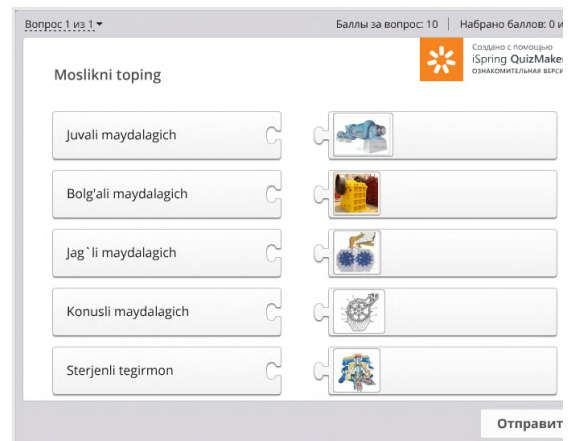 Вопрос 1 из 1
Баллы за вопрос: 10 | Набрано баллов: 0 и
Создано с помощью
iSpring QuizMaker
ознакомительная верси
Moslikni toping
Juvali maydalagich
Bolg'ali maydalagich
Jag`li maydalagich
Konusli maydalagich
Sterjenli tegirmon
Отправит